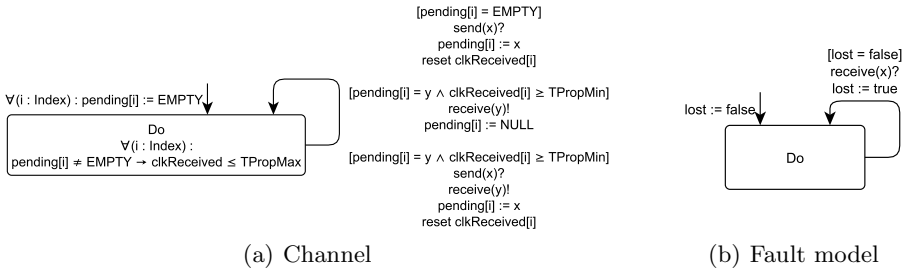 [pending[i] = EMPTY]
send(x)?
pending[i] := x
reset clkReceived[i]
∀(i : Index) : pending[i] := EMPTY
[pending[i] = y ∧ clkReceived[i] ≥ TPropMin]
receive(y)!
pending[i] := NULL
Do
∀(i : Index) :
pending[i] ≠ EMPTY → clkReceived ≤ TPropMax
[pending[i] = y ∧ clkReceived[i] ≥ TPropMin]
send(x)?
receive(y)!
pending[i] := x
reset clkReceived[i]
(a) Channel
[lost = false]
receive(x)?
lost := true
lost := false
Do
(b) Fault model